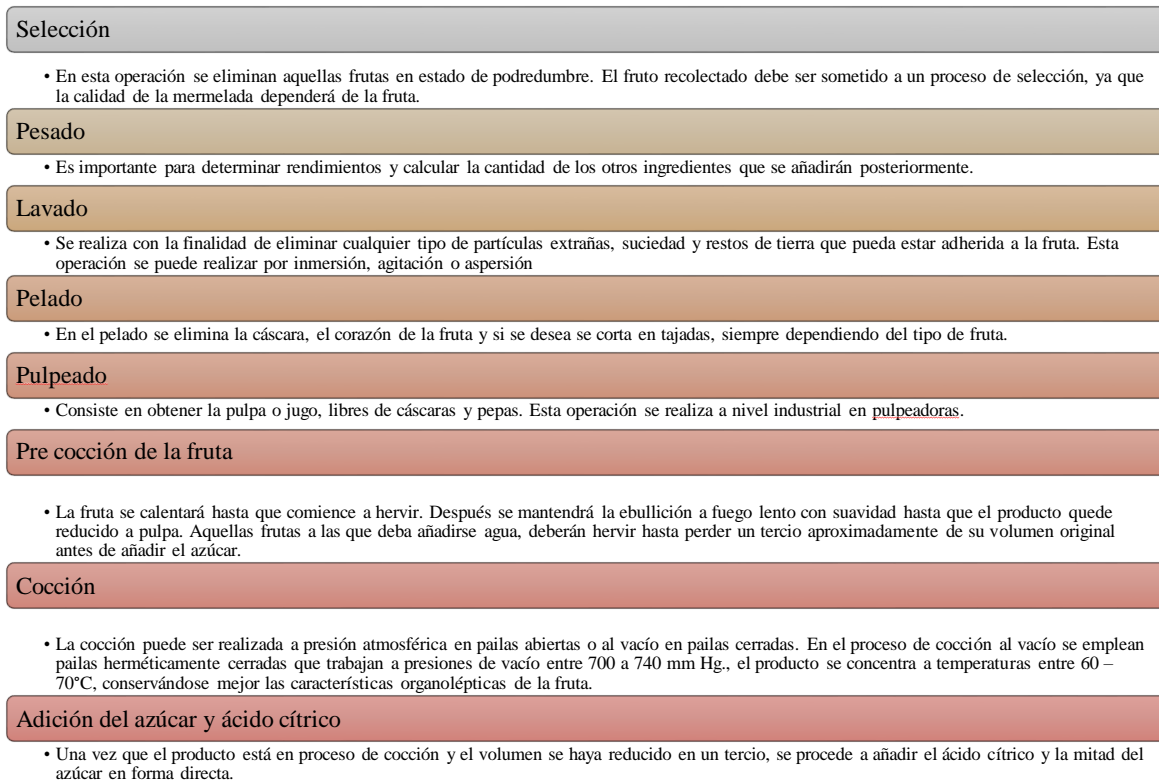 Selección
• En esta operación se eliminan aquellas frutas en estado de podredumbre. El fruto recolectado debe ser sometido a un proceso de selección, ya que
la calidad de la mermelada dependerá de la fruta.
Pesado
• Es importante para determinar rendimientos y calcular la cantidad de los otros ingredientes que se añadirán posteriormente.
Lavado
• Se realiza con la finalidad de eliminar cualquier tipo de partículas extrañas, suciedad y restos de tierra que pueda estar adherida a la fruta. Esta
operación se puede realizar por inmersión, agitación o aspersión
Pelado
• En el pelado se elimina la cáscara, el corazón de la fruta y si se desea se corta en tajadas, siempre dependiendo del tipo de fruta.
Pulpeado
• Consiste en obtener la pulpa o jugo, libres de cáscaras y pepas. Esta operación se realiza a nivel industrial en pulpeadoras.
Pre cocción de la fruta
• La fruta se calentará hasta que comience a hervir. Después se mantendrá la ebullición a fuego lento con suavidad hasta que el producto quede
reducido a pulpa. Aquellas frutas a las que deba añadirse agua, deberán hervir hasta perder un tercio aproximadamente de su volumen original
antes de añadir el azúcar.
Cocción
• La cocción puede ser realizada a presión atmosférica en pailas abiertas o al vacío en pailas cerradas. En el proceso de cocción al vacío se emplean
pailas herméticamente cerradas que trabajan a presiones de vacío entre 700 a 740 mm Hg., el producto se concentra a temperaturas entre 60 –
70°C, conservándose mejor las características organolépticas de la fruta.
Adición del azúcar y ácido cítrico
• Una vez que el producto está en proceso de cocción y el volumen se haya reducido en un tercio, se procede a añadir el ácido cítrico y la mitad del
azúcar en forma directa.